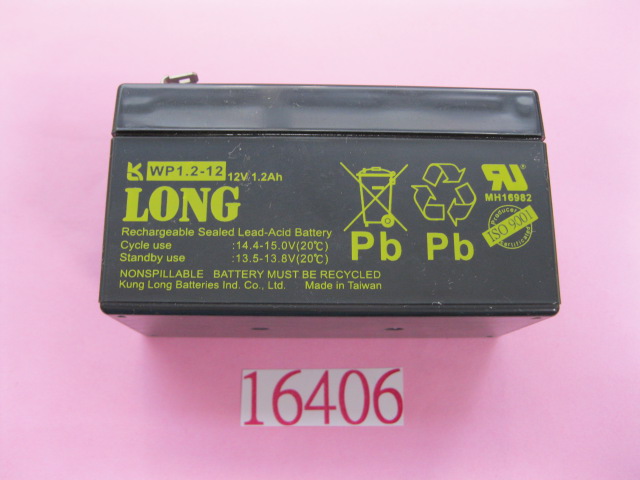 WP1.2-12 12V 1.2Ah
LONG
Rechargeable Sealed Lead-Acid Battery
Cycle use :14.4-15.0V(20℃)
Standby use :13.5-13.8V(20℃)
NONSPILLABLE BATTERY MUST BE RECYCLED
Kung Long Batteries Ind. Co., Ltd. Made in Taiwan
Pb
Pb
MH16982
Producer
ISO 9001
Certificated
16406